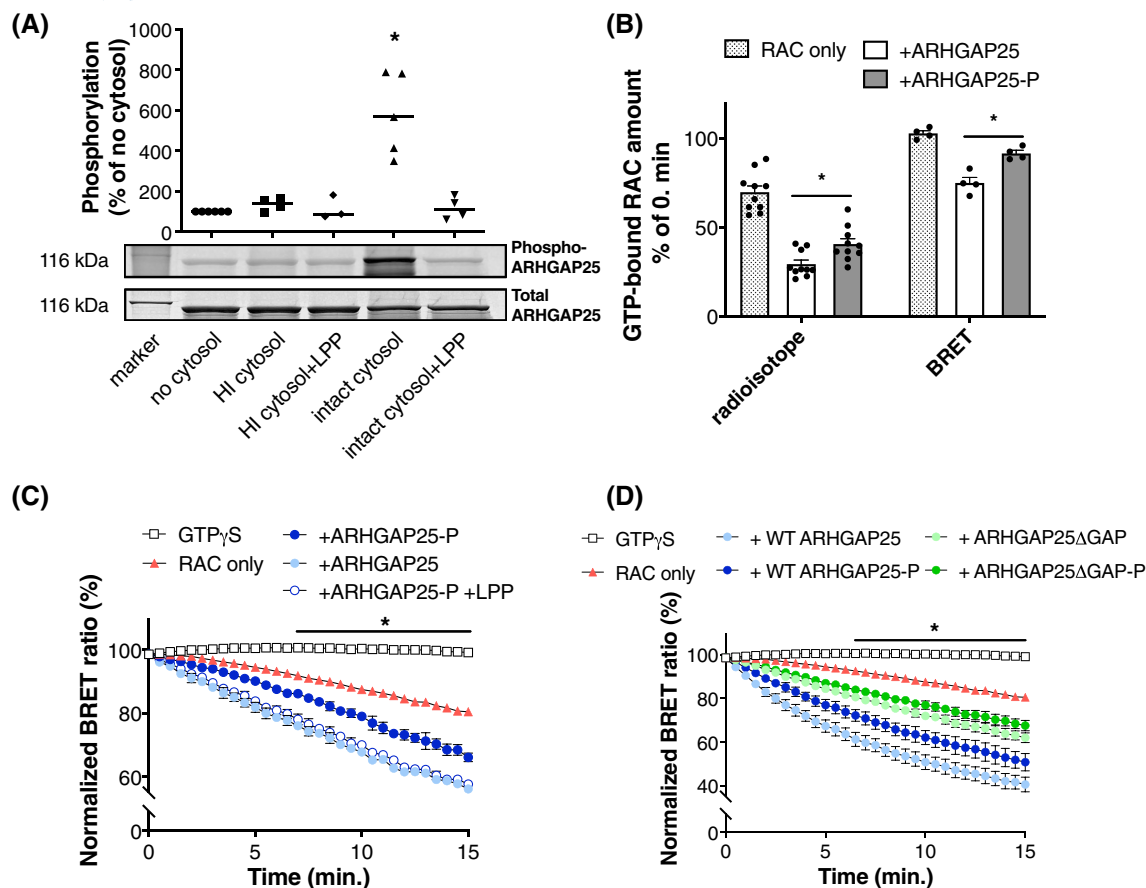 (A)
1000
800
600
400
200
0
Phosphorylation
(% of no cytosol)
*
116 kDa
Phospho-
ARHGAP25
116 kDa
Total
ARHGAP25
marker
no cytosol
HI cytosol
HI cytosol+LPP
intact cytosol
intact cytosol+LPP
(B)
RAC only
+ARHGAP25
+ARHGAP25-P
GTP-bound RAC amount
% of 0. min
100
50
0
*
*
radioisotope
BRET
(C)
GTPγS
RAC only
+ARHGAP25-P
+ARHGAP25
+ARHGAP25-P +LPP
Normalized BRET ratio (%)
100
80
60
0
*
0
5
10
15
Time (min.)
(D)
GTPγS
RAC only
+ WT ARHGAP25
+ WT ARHGAP25-P
+ ARHGAP25ΔGAP
+ ARHGAP25ΔGAP-P
Normalized BRET ratio (%)
100
80
60
40
0
*
0
5
10
15
Time (min.)